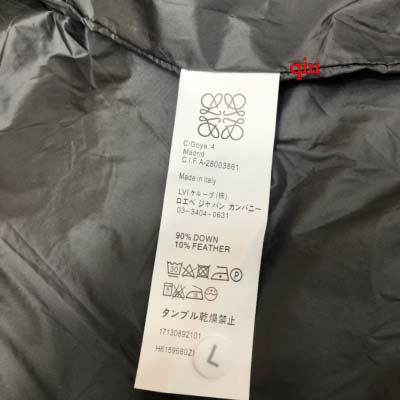 qiu
C/Goya, 4
Madrid
C.I.F.A-28003861
Made in Italy
LVJ グループ (株)
ロエベ ジャパン カンパニー
03-3404-0631
90% DOWN
10% FEATHER
30
P
タンブル乾燥禁止
17130892101
H6159680Z
L